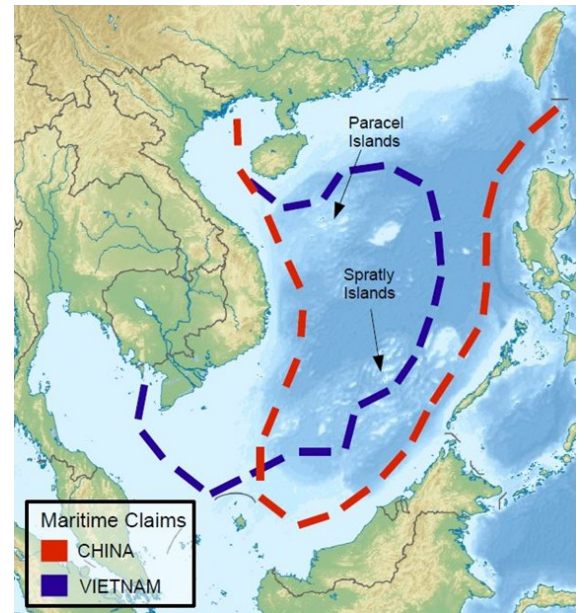 Paracel
Islands
Spratly
Islands
Maritime Claims
CHINA
VIETNAM